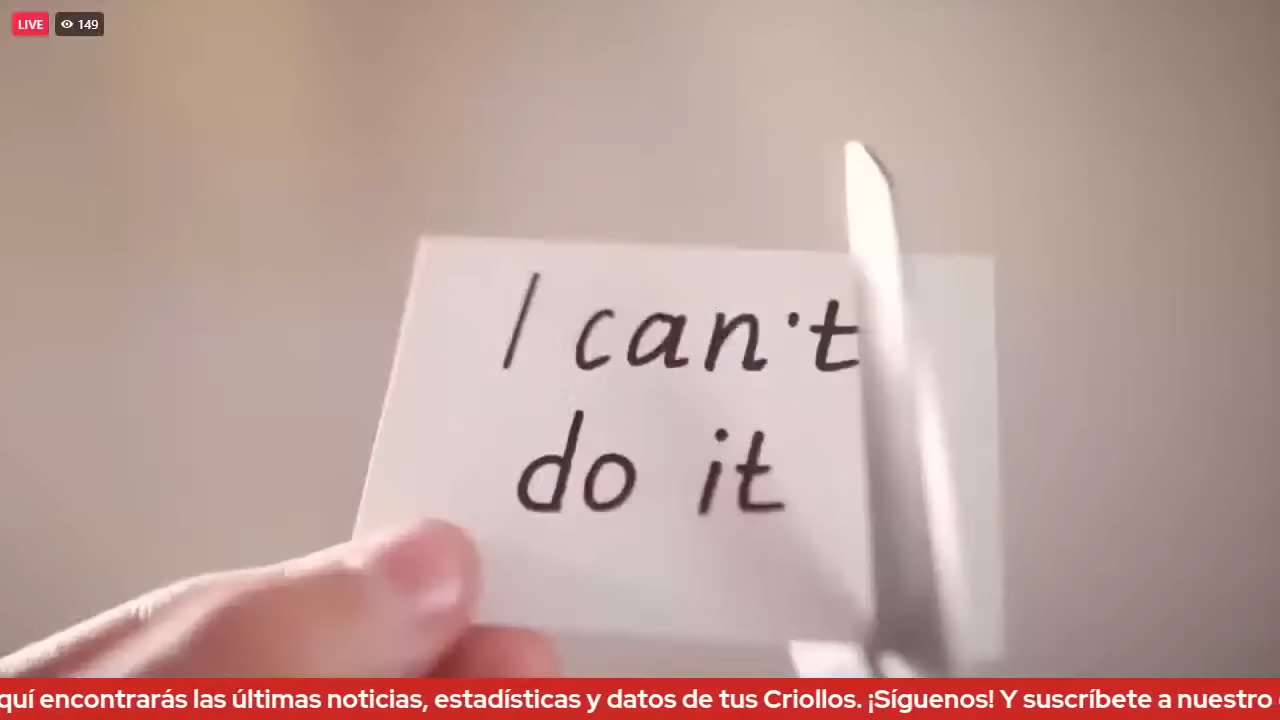 LIVE 149
I can't
do it
quí encontrarás las últimas noticias, estadísticas y datos de tus Criollos. ¡Síguenos! Y suscríbete a nuestro